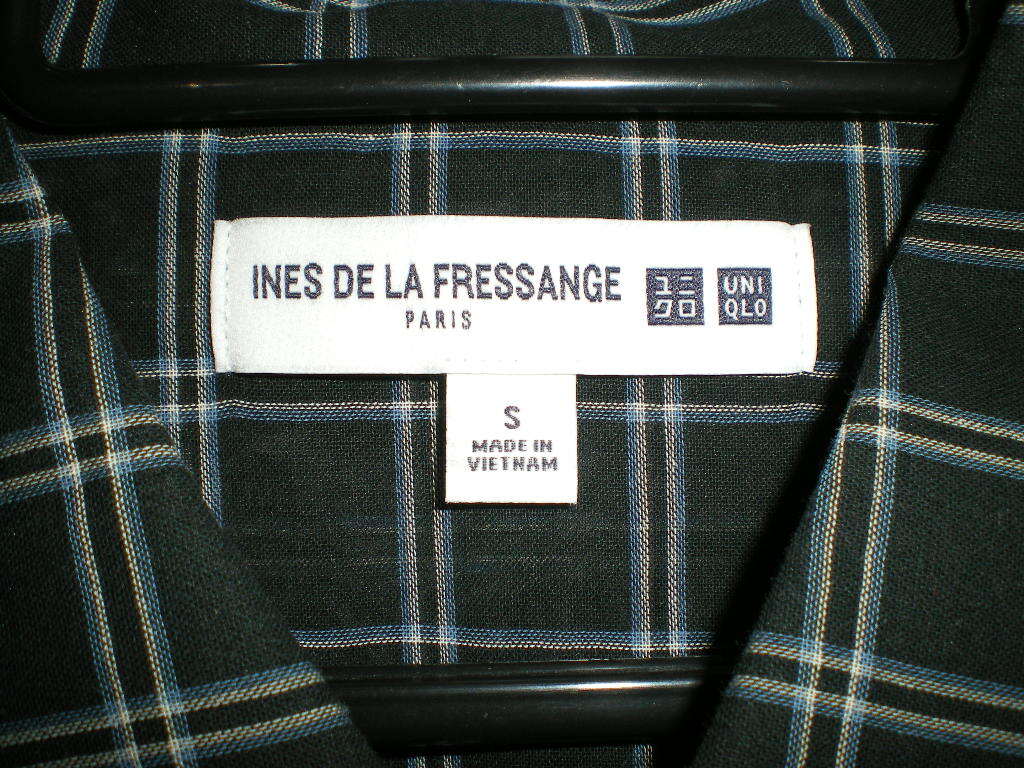 INES DE LA FRESSANGE
PARIS
ユニ
クロ
UNI
QLO
S
MADE IN
VIETNAM